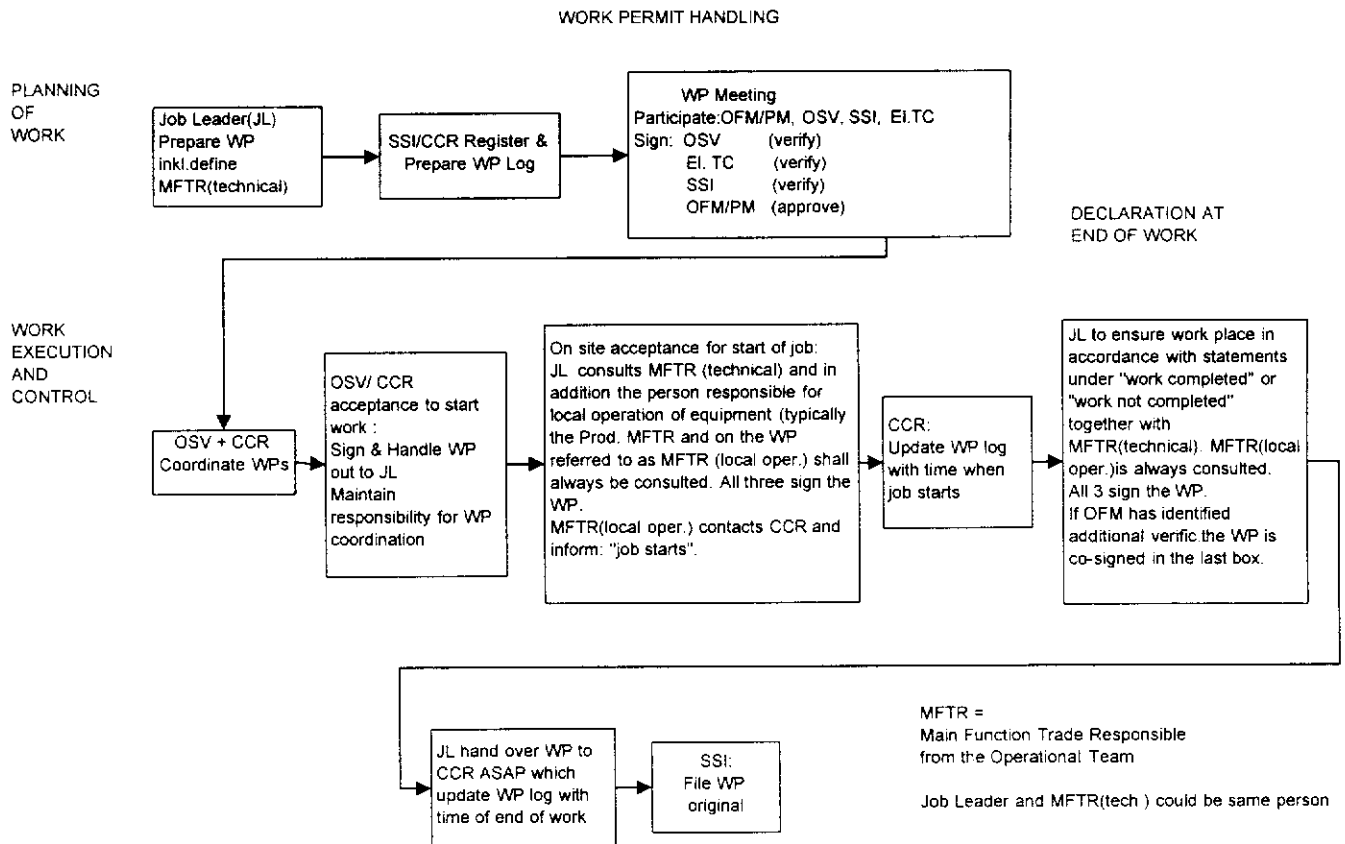 WORK PERMIT HANDLING
PLANNING
OF
WORK
Job Leader(JL)
Prepare WP
inkl.define
MFTR(technical)
SSI/CCR Register &
Prepare WP Log
WP Meeting
Participate:OFM/PM, OSV, SSI, El.TC
Sign: OSV (verify)
El. TC (verify)
SSI (verify)
OFM/PM (approve)
DECLARATION AT
END OF WORK
WORK
EXECUTION
AND
CONTROL
OSV + CCR
Coordinate WPs
OSV/ CCR
acceptance to start
work :
Sign & Handle WP
out to JL
Maintain
responsibility for WP
coordination
On site acceptance for start of job:
JL consults MFTR (technical) and in
addition the person responsible for
local operation of equipment (typically
the Prod. MFTR and on the WP
referred to as MFTR (local oper.) shall
always be consulted. All three sign the
WP.
MFTR(local oper.) contacts CCR and
inform: "job starts".
CCR:
Update WP log
with time when
job starts
JL to ensure work place in
accordance with statements
under "work completed" or
"work not completed"
together with
MFTR(technical). MFTR(local
oper.)is always consulted.
All 3 sign the WP.
If OFM has identified
additional verific.the WP is
co-signed in the last box.
JL hand over WP to
CCR ASAP which
update WP log with
time of end of work
SSI:
File WP
original
MFTR =
Main Function Trade Responsible
from the Operational Team
Job Leader and MFTR(tech ) could be same person